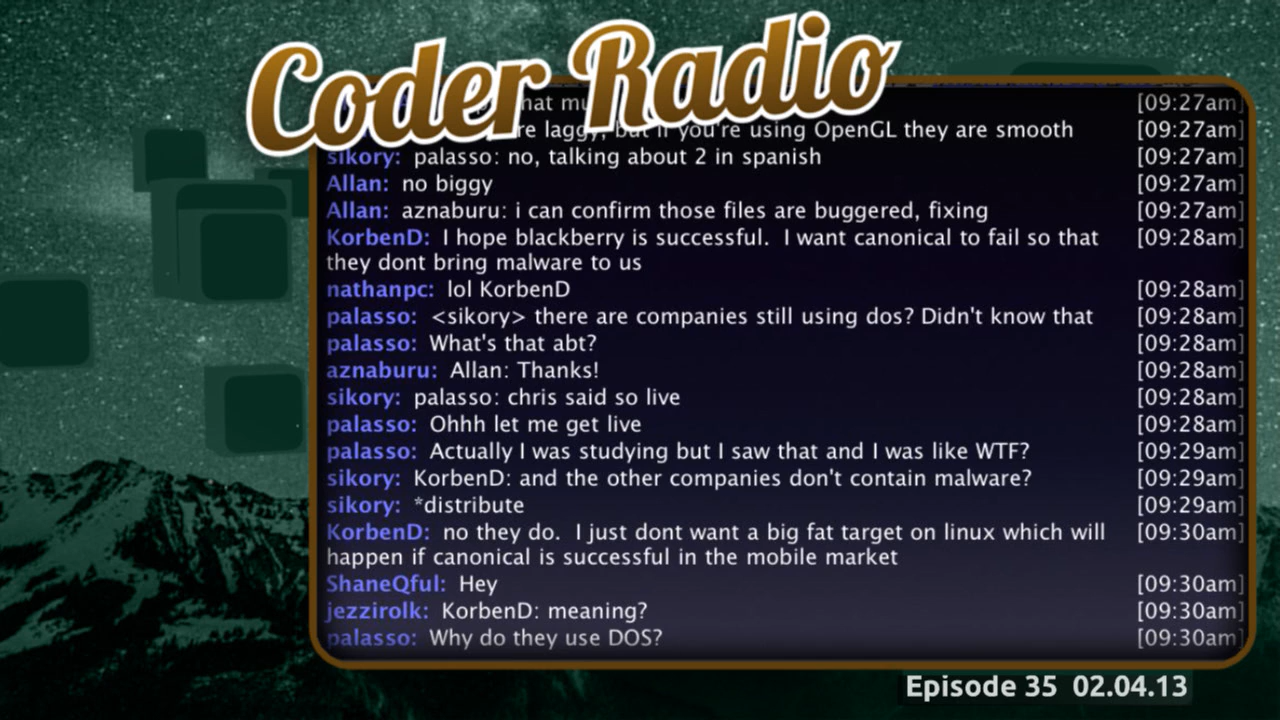 Coder Radio
hat mu [09:27am]
re laggy, but if you're using OpenGL they are smooth [09:27am]
sikory: palasso: no, talking about 2 in spanish [09:27am]
Allan: no biggy [09:27am]
Allan: aznaburu: i can confirm those files are buggered, fixing [09:27am]
KorbenD: I hope blackberry is successful. I want canonical to fail so that [09:28am]
they dont bring malware to us
nathanpc: lol KorbenD [09:28am]
palasso: <sikory> there are companies still using dos? Didn't know that [09:28am]
palasso: What's that abt? [09:28am]
aznaburu: Allan: Thanks! [09:28am]
sikory: palasso: chris said so live [09:28am]
palasso: Ohhh let me get live [09:28am]
palasso: Actually I was studying but I saw that and I was like WTF? [09:29am]
sikory: KorbenD: and the other companies don't contain malware? [09:29am]
sikory: *distribute [09:29am]
KorbenD: no they do. I just dont want a big fat target on linux which will [09:30am]
happen if canonical is successful in the mobile market
ShaneQful: Hey [09:30am]
jezzirolk: KorbenD: meaning? [09:30am]
palasso: Why do they use DOS? [09:30am]
Episode 35 02.04.13